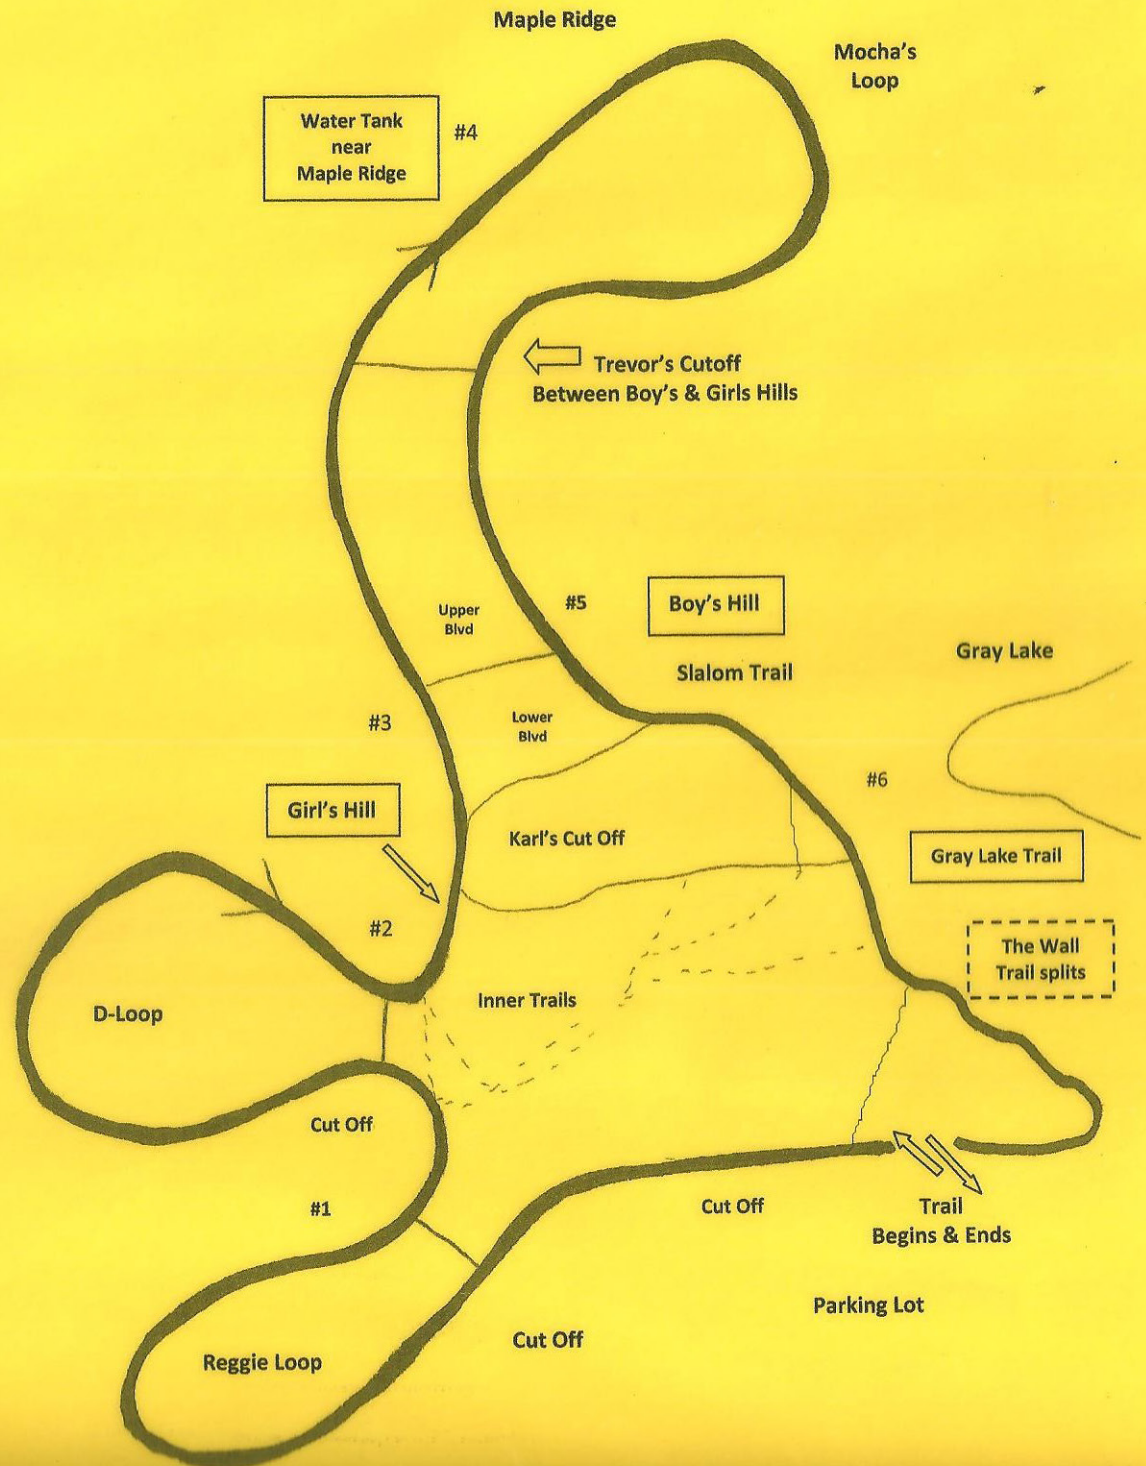 Maple Ridge
Mocha's
Loop
Water Tank
near
Maple Ridge
#4
Trevor's Cutoff
Between Boy's & Girls Hills
Upper
Blvd
#5
Boy's Hill
Slalom Trail
Gray Lake
#3
Lower
Blvd
#6
Girl's Hill
Karl's Cut Off
Gray Lake Trail
#2
The Wall
Trail splits
D-Loop
Inner Trails
Cut Off
#1
Cut Off
Trail
Begins & Ends
Parking Lot
Cut Off
Reggie Loop